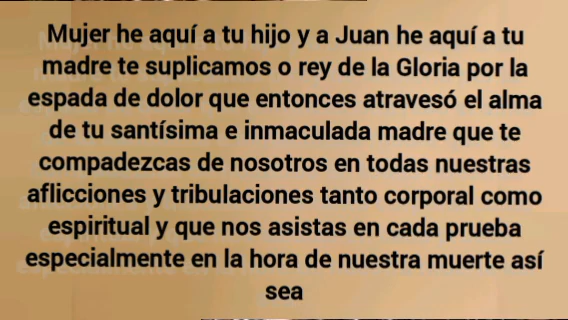 Mujer he aquí a tu hijo y a Juan he aquí a tu
madre te suplicamos o rey de la Gloria por la
espada de dolor que entonces atravesó el alma
de tu santísima e inmaculada madre que te
compadezcas de nosotros en todas nuestras
aflicciones y tribulaciones tanto corporal como
espiritual y que nos asistas en cada prueba
especialmente en la hora de nuestra muerte así
sea